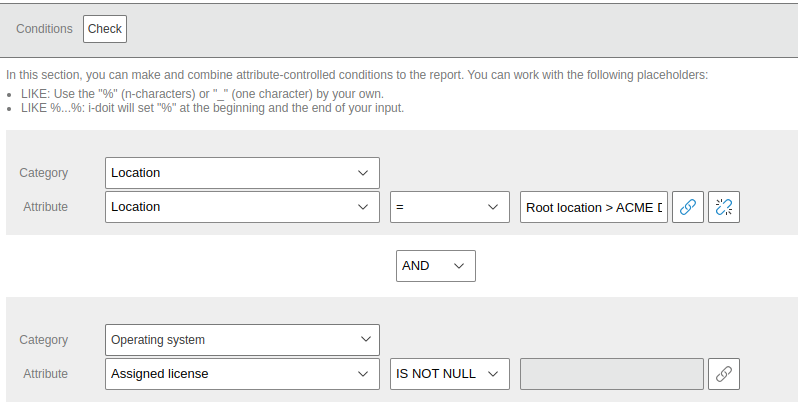 Conditions Check
In this section, you can make and combine attribute-controlled conditions to the report. You can work with the following placeholders:
• LIKE: Use the "%" (n-characters) or "_" (one character) by your own.
• LIKE %...%: i-doit will set "%" at the beginning and the end of your input.
Category Location
Attribute Location = Root location > ACME D
AND
Category Operating system
Attribute Assigned license IS NOT NULL